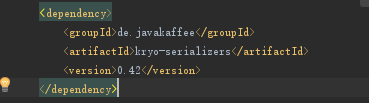 <dependency>
<groupId>de.javakaffee</groupId>
<artifactId>kryo-serializers</artifactId>
<version>0.42</version>
</dependency>